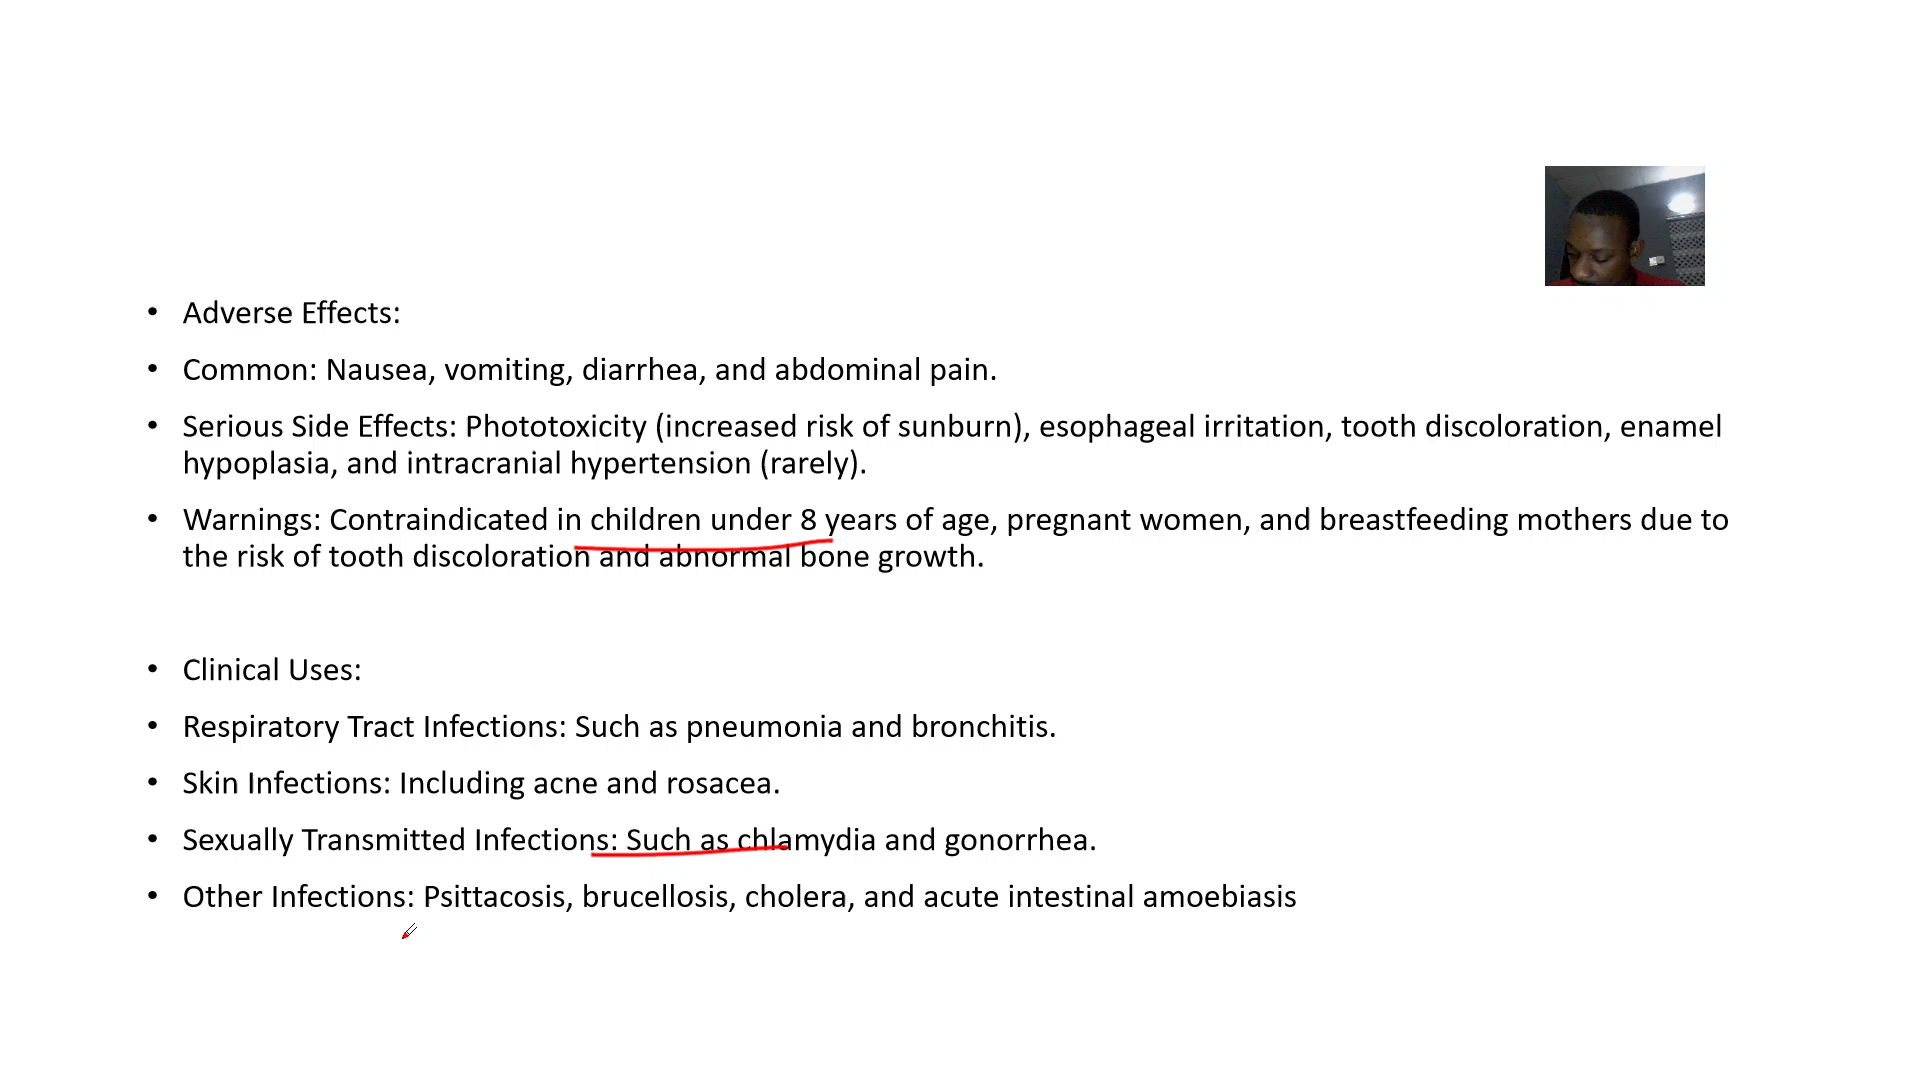 • Adverse Effects:
• Common: Nausea, vomiting, diarrhea, and abdominal pain.
• Serious Side Effects: Phototoxicity (increased risk of sunburn), esophageal irritation, tooth discoloration, enamel
hypoplasia, and intracranial hypertension (rarely).
• Warnings: Contraindicated in children under 8 years of age, pregnant women, and breastfeeding mothers due to
the risk of tooth discoloration and abnormal bone growth.
• Clinical Uses:
• Respiratory Tract Infections: Such as pneumonia and bronchitis.
• Skin Infections: Including acne and rosacea.
• Sexually Transmitted Infections: Such as chlamydia and gonorrhea.
• Other Infections: Psittacosis, brucellosis, cholera, and acute intestinal amoebiasis